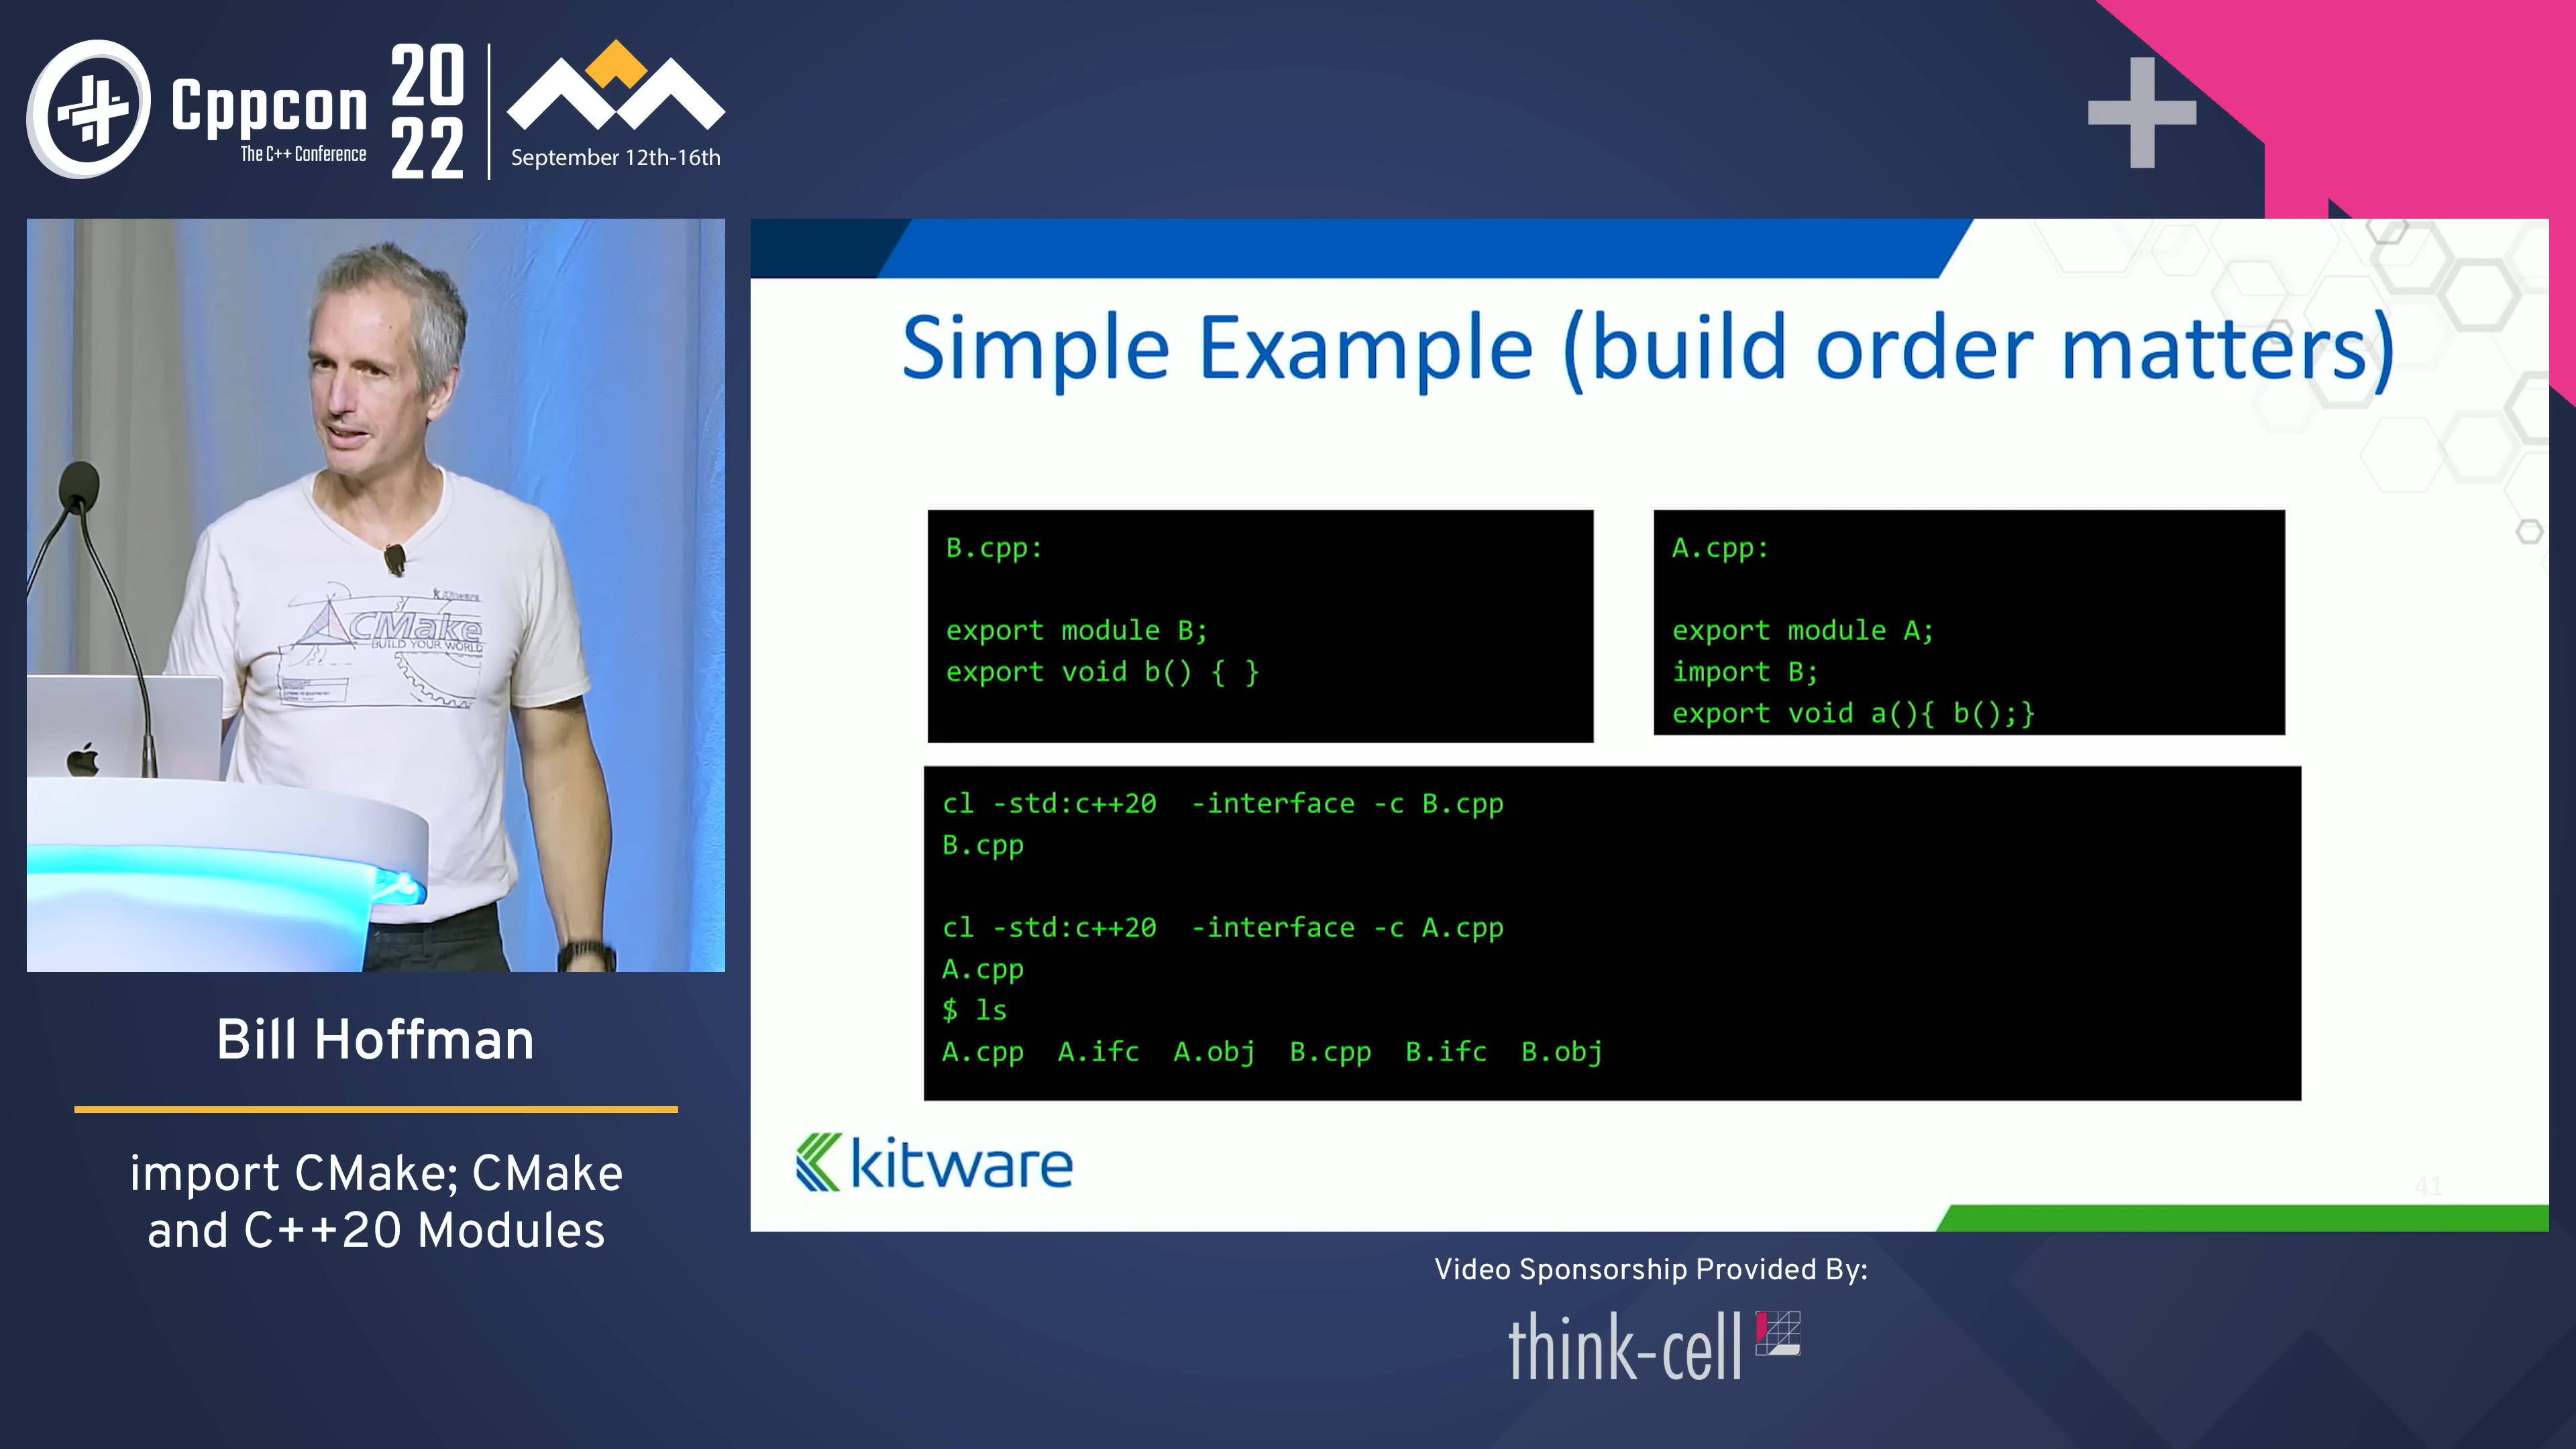 Cppcon
The C++ Conference
20
22
September 12th-16th
Kitware
CMake
BUILD YOUR WORLD
Bill Hoffman
import CMake; CMake
and C++20 Modules
Simple Example (build order matters)
B.cpp:
export module B;
export void b() { }
A.cpp:
export module A;
import B;
export void a(){ b();}
cl -std:c++20  -interface -c B.cpp
B.cpp
cl -std:c++20  -interface -c A.cpp
A.cpp
$ ls
A.cpp  A.ifc  A.obj  B.cpp  B.ifc  B.obj
kitware
41
Video Sponsorship Provided By:
think-cell